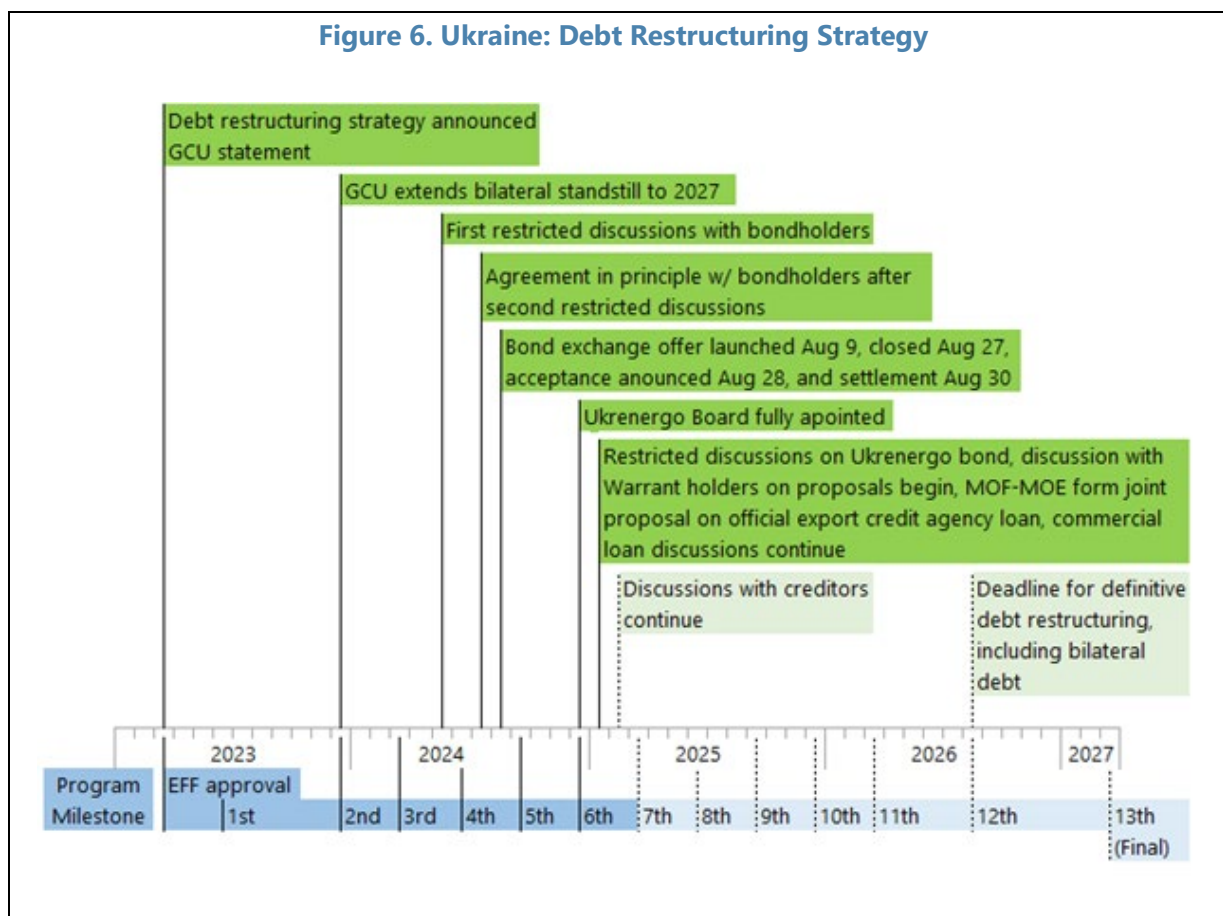 Figure 6. Ukraine: Debt Restructuring Strategy
Debt restructuring strategy announced
GCU statement
GCU extends bilateral standstill to 2027
First restricted discussions with bondholders
Agreement in principle w/ bondholders after
second restricted discussions
Bond exchange offer launched Aug 9, closed Aug 27,
acceptance anounced Aug 28, and settlement Aug 30
Ukrenergo Board fully apointed
Restricted discussions on Ukrenergo bond, discussion with
Warrant holders on proposals begin, MOF-MOE form joint
proposal on official export credit agency loan, commercial
loan discussions continue
Discussions with creditors
continue
Deadline for definitive
debt restructuring,
including bilateral
debt
2023 2024 2025 2026 2027
Program
Milestone
EFF approval
1st 2nd 3rd 4th 5th 6th 7th 8th 9th 10th 11th 12th 13th
(Final)